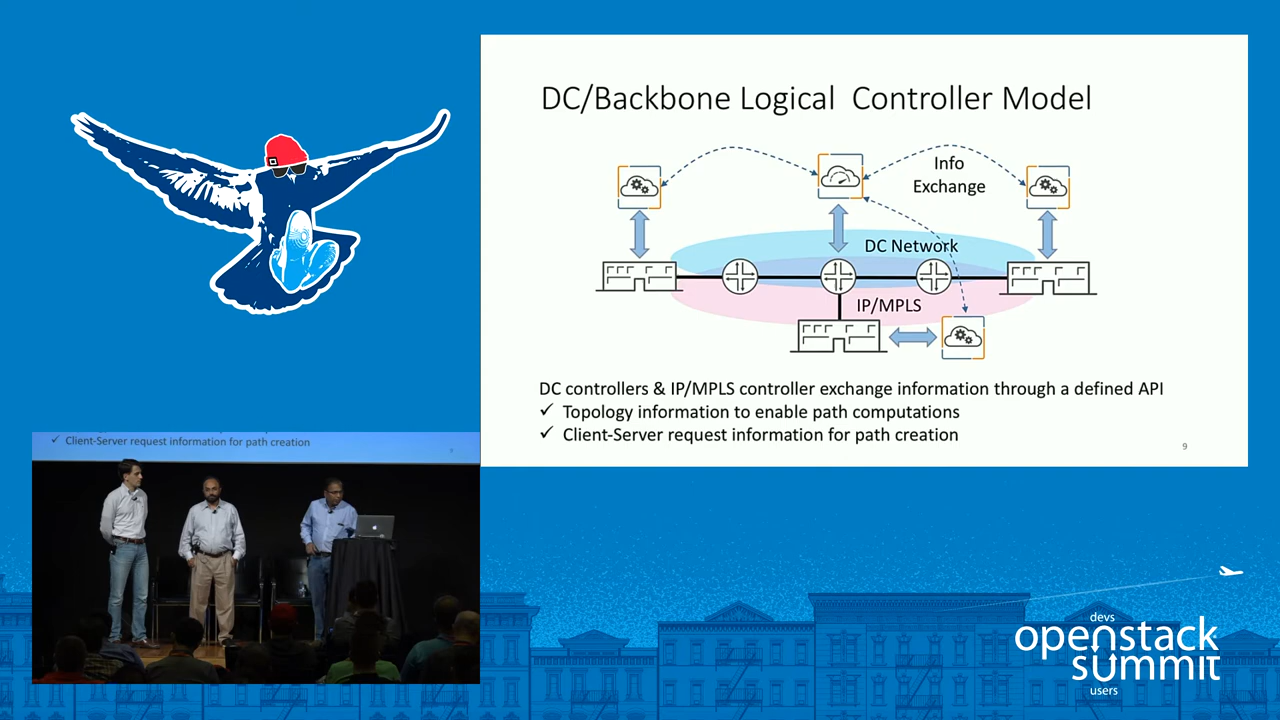 DC/Backbone Logical Controller Model
Info
Exchange
DC Network
IP/MPLS
DC controllers & IP/MPLS controller exchange information through a defined API
✓ Topology information to enable path computations
✓ Client-Server request information for path creation
9
✓ Client-Server request information for path creation
devs
openstack
summit
users